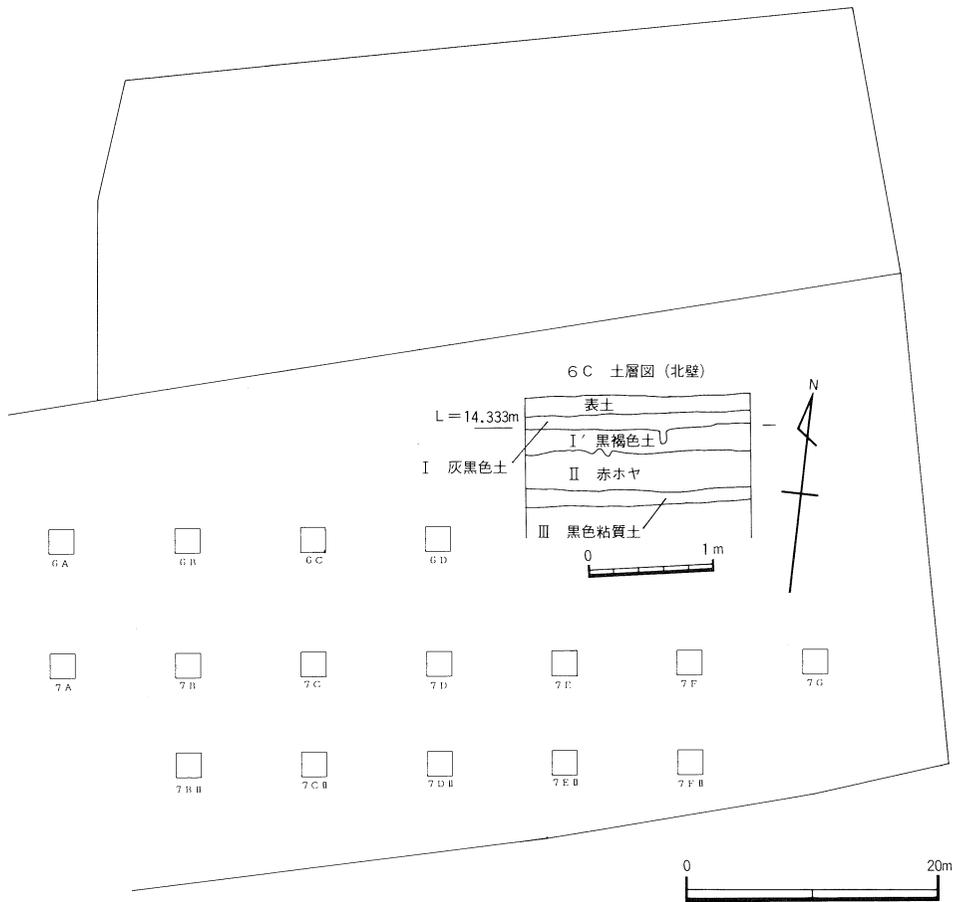 6C 土層図(北壁)
N
表土
L=14.333m
Ⅰ′黒褐色土
Ⅰ 灰黒色土
Ⅱ 赤ホヤ
Ⅲ 黒色粘質土
0 1m
6A 6B 6C 6D
7A 7B 7C 7D 7E 7F 7G
7BⅡ 7CⅡ 7DⅡ 7EⅡ 7FⅡ
0 20m